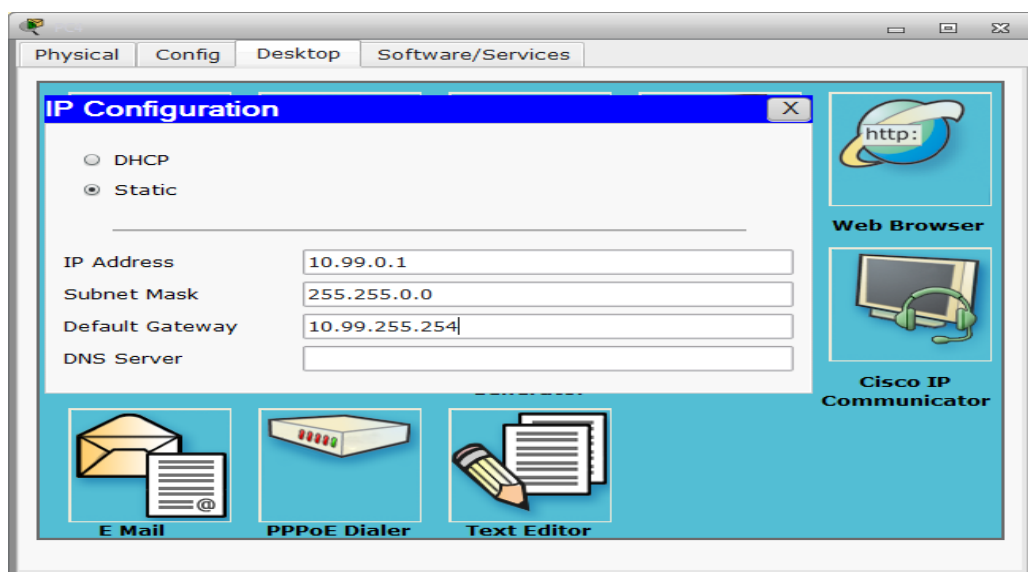 Physical Config Desktop Software/Services
IP Configuration X
DHCP
Static
IP Address 10.99.0.1
Subnet Mask 255.255.0.0
Default Gateway 10.99.255.254
DNS Server
http:
Web Browser
Cisco IP
Communicator
@
E Mail PPPoE Dialer Text Editor